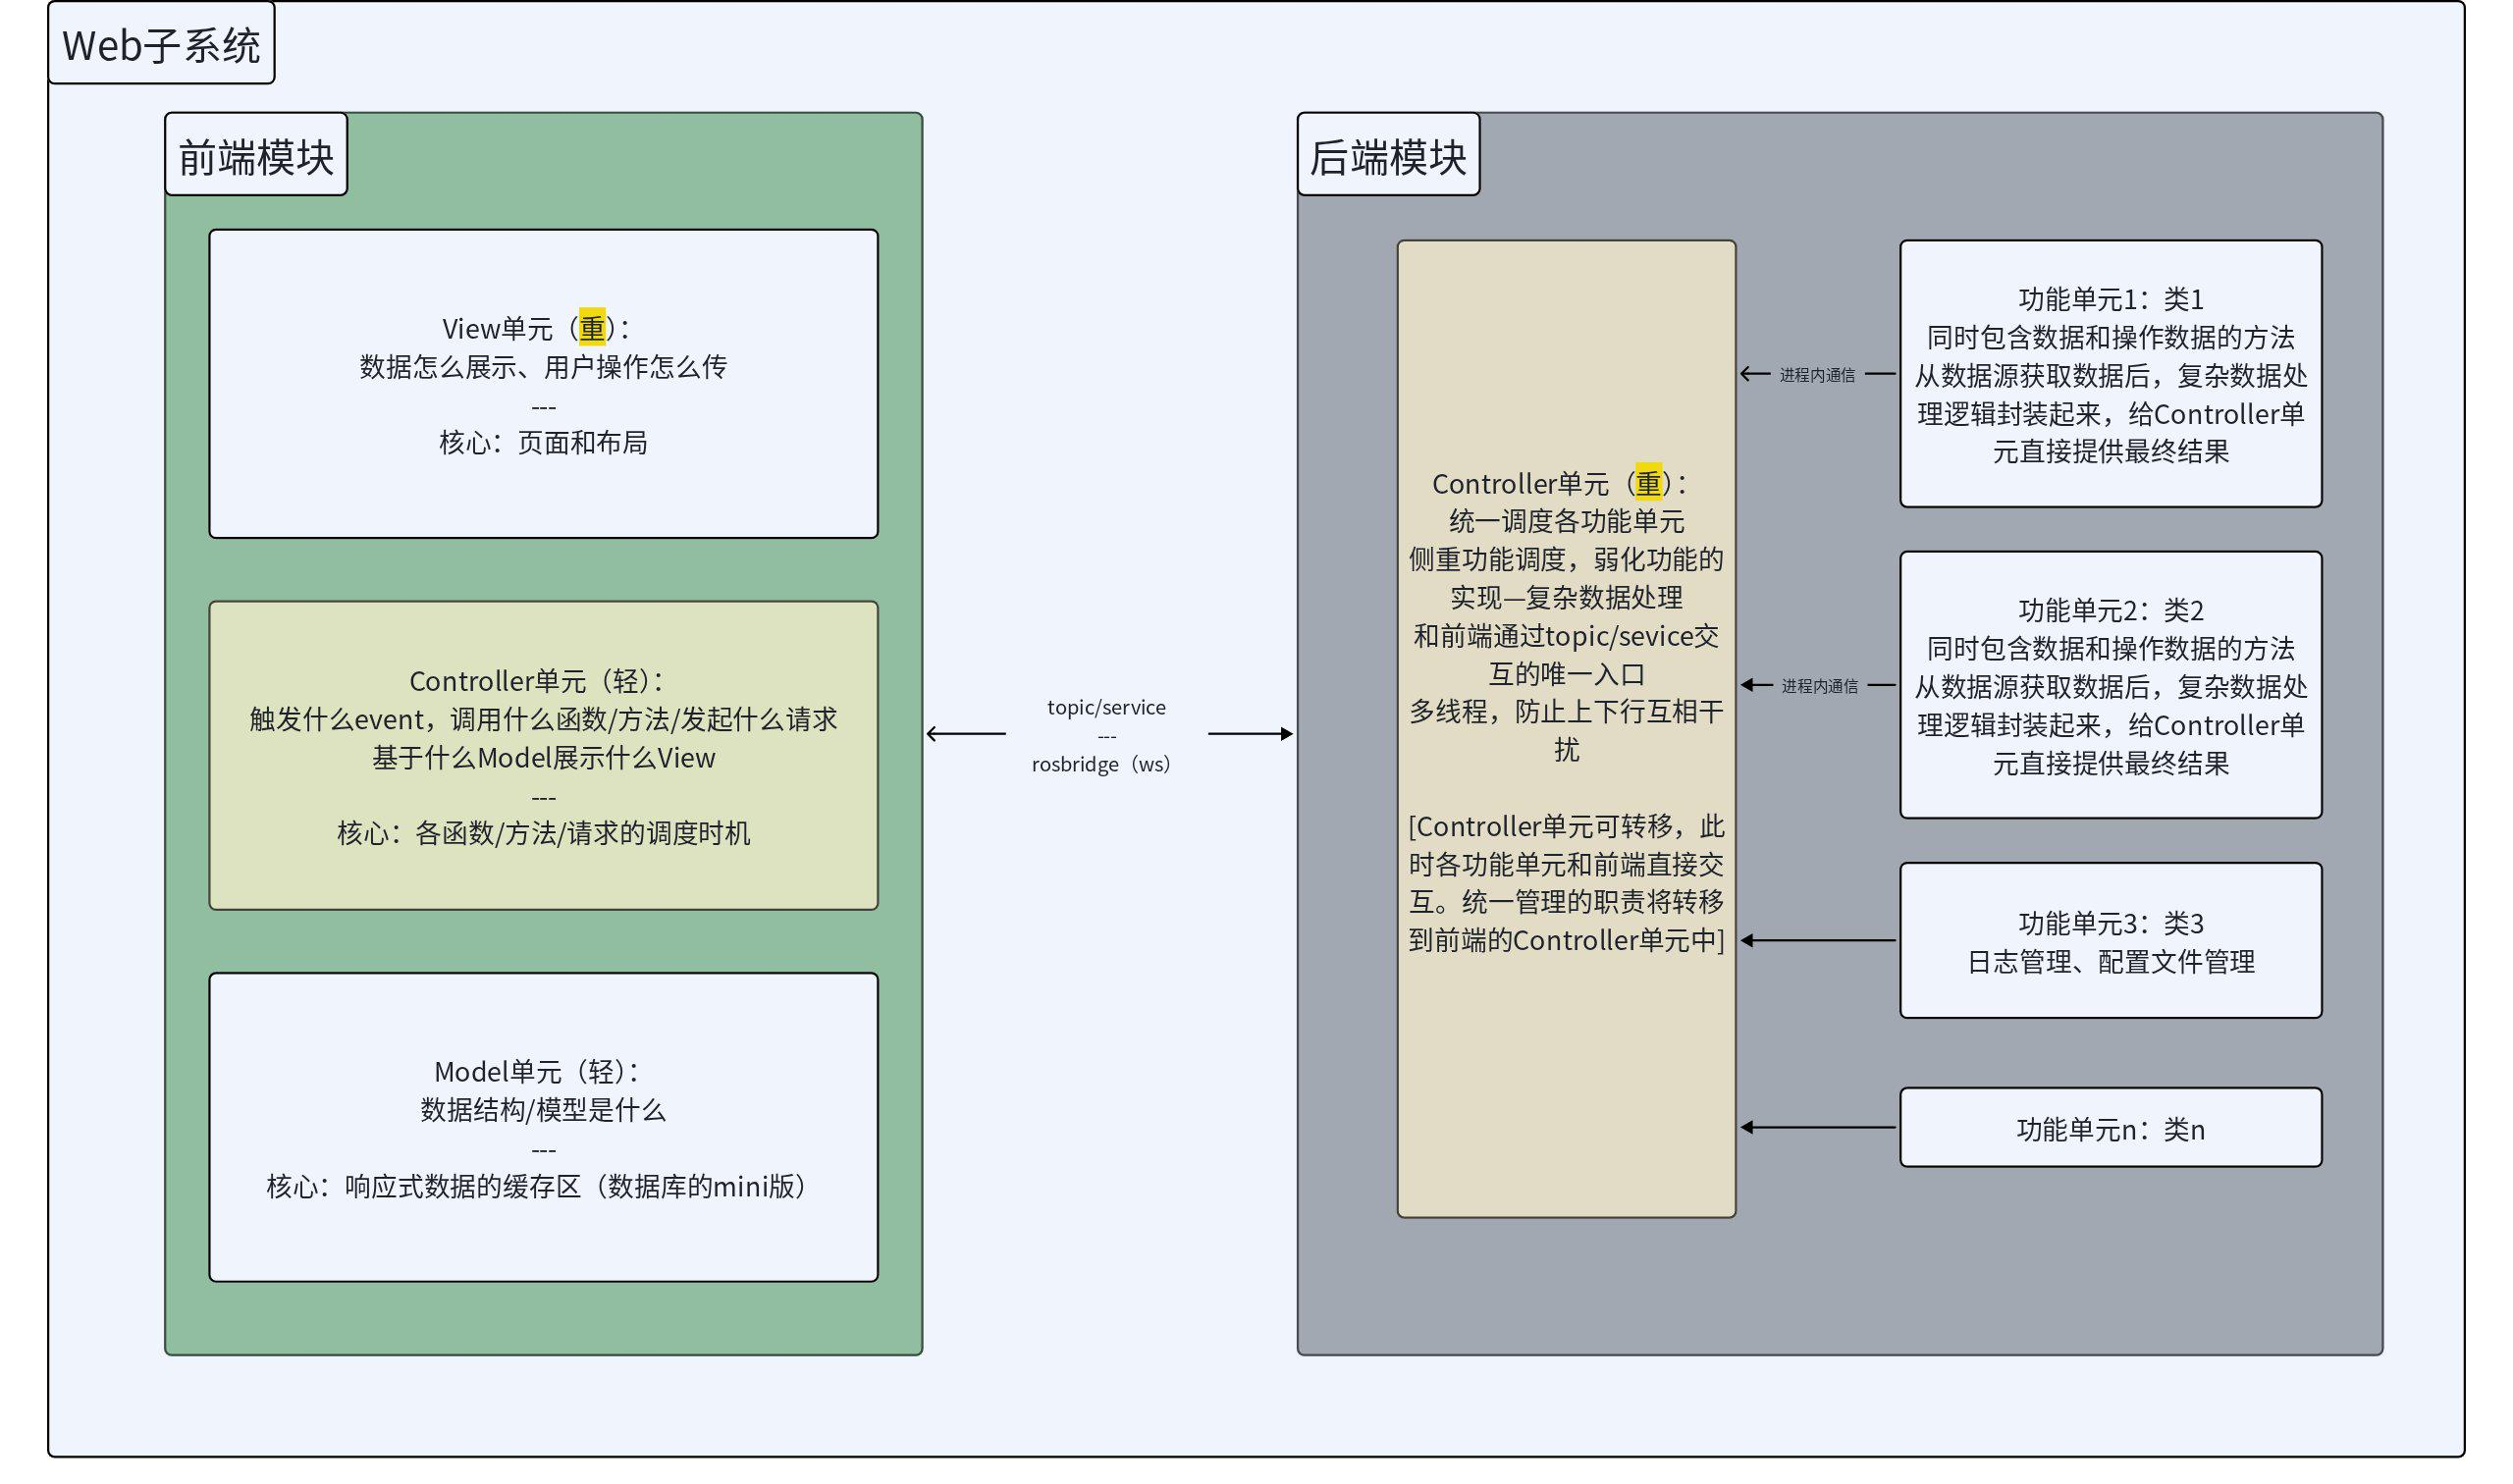 Web子系统
前端模块
View单元（重）：
数据怎么展示、用户操作怎么传
---
核心：页面和布局
Controller单元（轻）：
触发什么event，调用什么函数/方法/发起什么请求
基于什么Model展示什么View
---
核心：各函数/方法/请求的调度时机
Model单元（轻）：
数据结构/模型是什么
---
核心：响应式数据的缓存区（数据库的mini版）
topic/service
---
rosbridge（ws）
后端模块
Controller单元（重）：
统一调度各功能单元
侧重功能调度，弱化功能的
实现—复杂数据处理
和前端通过topic/sevice交
互的唯一入口
多线程，防止上下行互相干
扰
[Controller单元可转移，此
时各功能单元和前端直接交
互。统一管理的职责将转移
到前端的Controller单元中]
进程内通信
进程内通信
功能单元1：类1
同时包含数据和操作数据的方法
从数据源获取数据后，复杂数据处
理逻辑封装起来，给Controller单
元直接提供最终结果
功能单元2：类2
同时包含数据和操作数据的方法
从数据源获取数据后，复杂数据处
理逻辑封装起来，给Controller单
元直接提供最终结果
功能单元3：类3
日志管理、配置文件管理
功能单元n：类n